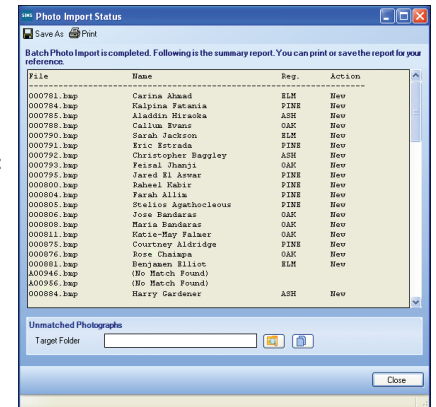 SIMS Photo Import Status
Save As Print
Batch Photo Import is completed. Following is the summary report. You can print or save the report for your
reference.
File Name Reg. Action
000781.bmp Carina Ahmad ELM New
000784.bmp Kalpina Fatania PINE New
000785.bmp Aladdin Hiraoka ASH New
000788.bmp Callum Evans OAK New
000790.bmp Sarah Jackson ELM New
000791.bmp Eric Estrada PINE New
000792.bmp Christopher Baggley ASH New
000793.bmp Feisal Jhanji OAK New
000795.bmp Jared El Aswar PINE New
000800.bmp Raheel Kabir PINE New
000804.bmp Farah Allim PINE New
000805.bmp Stelios Agathocleous PINE New
000806.bmp Jose Bandaras OAK New
000808.bmp Maria Bandaras OAK New
000811.bmp Katie-May Falmer OAK New
000875.bmp Courtney Aldridge PINE New
000876.bmp Rose Chaimpa OAK New
000881.bmp Benjamen Elliot ELM New
A00946.bmp (No Match Found)
A00956.bmp (No Match Found)
000884.bmp Harry Gardener ASH New
Unmatched Photographs
Target Folder
Close